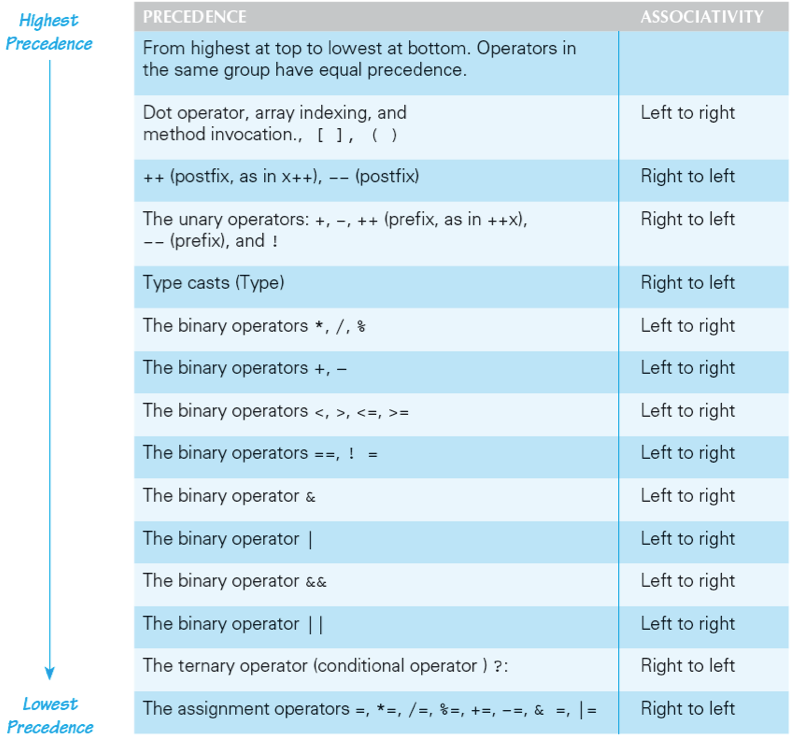 Highest
Precedence
PRECEDENCE
ASSOCIATIVITY
From highest at top to lowest at bottom. Operators in
the same group have equal precedence.
Dot operator, array indexing, and
method invocation., [ ], ( )
Left to right
++ (postfix, as in x++), −− (postfix)
Right to left
The unary operators: +, −, ++ (prefix, as in ++x),
−− (prefix), and !
Right to left
Type casts (Type)
Right to left
The binary operators *, /, %
Left to right
The binary operators +, −
Left to right
The binary operators <, >, <=, >=
Left to right
The binary operators ==, ! =
Left to right
The binary operator &
Left to right
The binary operator |
Left to right
The binary operator &&
Left to right
The binary operator ||
Left to right
The ternary operator (conditional operator ) ?:
Right to left
The assignment operators =, *=, /=, %=, +=, −=, & =, |=
Right to left
Lowest
Precedence